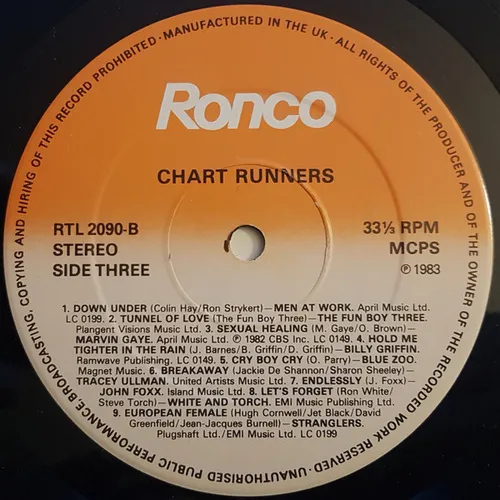 UNAUTHORISED PUBLIC PERFORMANCE BROADCASTING, COPYING AND HIRING OF THIS RECORD PROHIBITED · MANUFACTURED IN THE UK · ALL RIGHTS OF THE PRODUCER AND OF THE OWNER OF THE RECORDED WORK RESERVED ·
Ronco
CHART RUNNERS
RTL 2090-B
STEREO
SIDE THREE
33⅓ RPM
MCPS
℗ 1983
1. DOWN UNDER (Colin Hay/Ron Strykert)—MEN AT WORK. April Music Ltd.
LC 0199. 2. TUNNEL OF LOVE (The Fun Boy Three)—THE FUN BOY THREE.
Plangent Visions Music Ltd. 3. SEXUAL HEALING (M. Gaye/O. Brown)—
MARVIN GAYE. April Music Ltd. ℗ 1982 CBS Inc. LC 0149. 4. HOLD ME
TIGHTER IN THE RAIN (J. Barnes/B. Griffin/D. Griffin)—BILLY GRIFFIN.
Ramwave Publishing. LC 0149. 5. CRY BOY CRY (O. Parry)—BLUE ZOO.
Magnet Music. 6. BREAKAWAY (Jackie De Shannon/Sharon Sheeley)—
TRACEY ULLMAN. United Artists Music Ltd. 7. ENDLESSLY (J. Foxx)—
JOHN FOXX. Island Music Ltd. 8. LET'S FORGET (Ron White/
Steve Torch)—WHITE AND TORCH. EMI Music Publishing Ltd.
9. EUROPEAN FEMALE (Hugh Cornwell/Jet Black/David
Greenfield/Jean-Jacques Burnell)—STRANGLERS.
Plugshaft Ltd./EMI Music Ltd. LC 0199